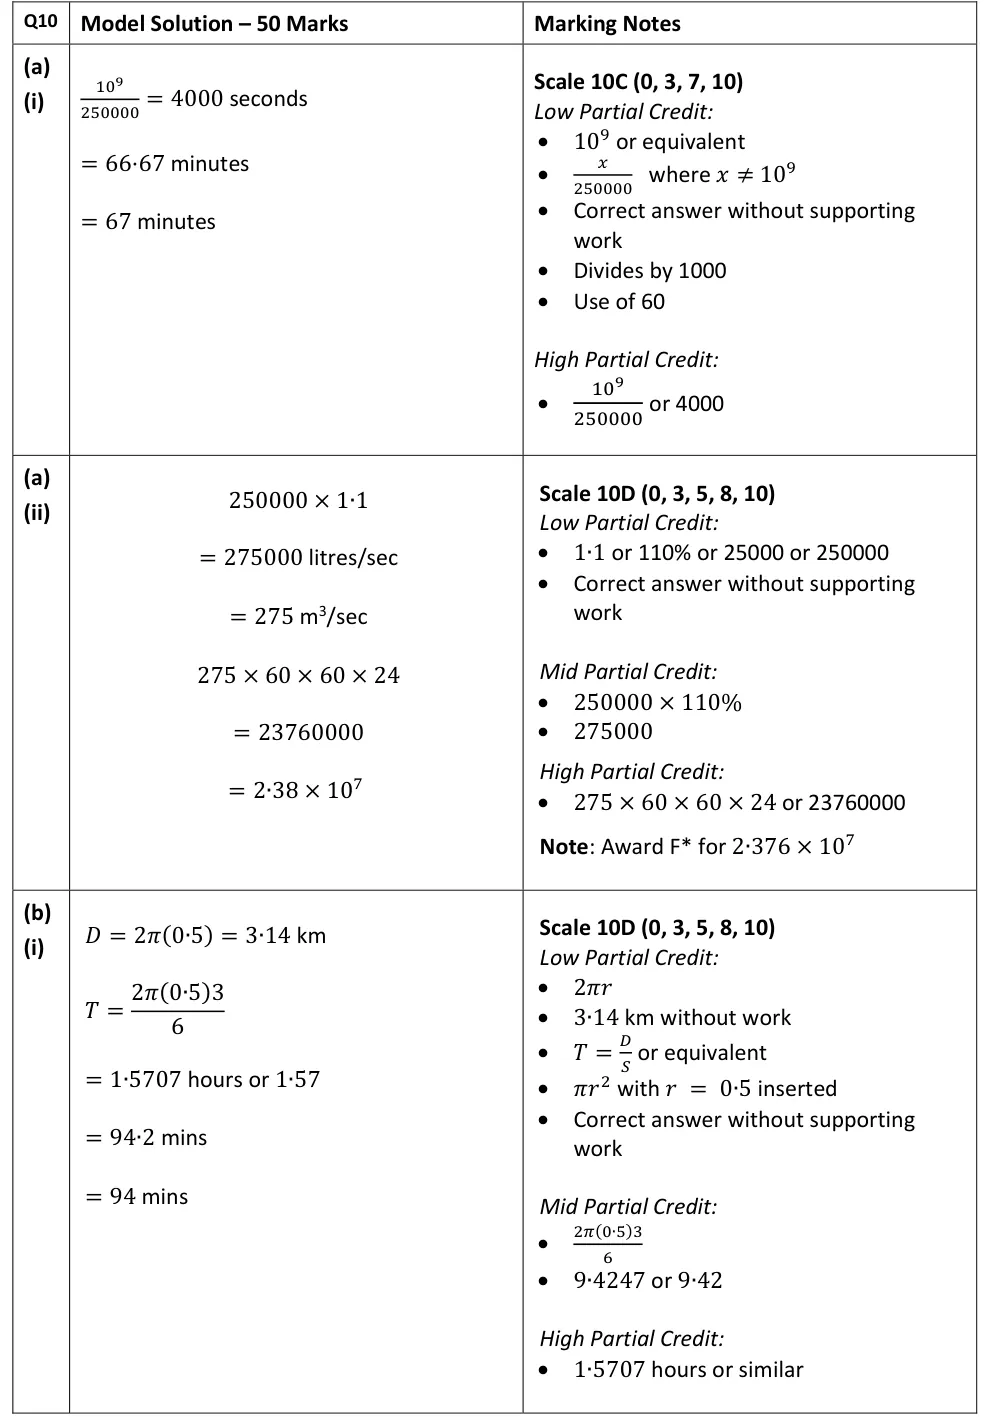 Q10 Model Solution – 50 Marks Marking Notes
(a)
(i)
10⁹/250000 = 4000 seconds
= 66·67 minutes
= 67 minutes
Scale 10C (0, 3, 7, 10)
Low Partial Credit:
• 10⁹ or equivalent
• x/250000 where x ≠ 10⁹
• Correct answer without supporting
work
• Divides by 1000
• Use of 60
High Partial Credit:
• 10⁹/250000 or 4000
(a)
(ii)
250000 × 1·1
= 275000 litres/sec
= 275 m³/sec
275 × 60 × 60 × 24
= 23760000
= 2·38 × 10⁷
Scale 10D (0, 3, 5, 8, 10)
Low Partial Credit:
• 1·1 or 110% or 25000 or 250000
• Correct answer without supporting
work
Mid Partial Credit:
• 250000 × 110%
• 275000
High Partial Credit:
• 275 × 60 × 60 × 24 or 23760000
Note: Award F* for 2·376 × 10⁷
(b)
(i)
D = 2π(0·5) = 3·14 km
T = 2π(0·5)3/6
= 1·5707 hours or 1·57
= 94·2 mins
= 94 mins
Scale 10D (0, 3, 5, 8, 10)
Low Partial Credit:
• 2πr
• 3·14 km without work
• T = D/S or equivalent
• πr² with r = 0·5 inserted
• Correct answer without supporting
work
Mid Partial Credit:
• 2π(0·5)3/6
• 9·4247 or 9·42
High Partial Credit:
• 1·5707 hours or similar